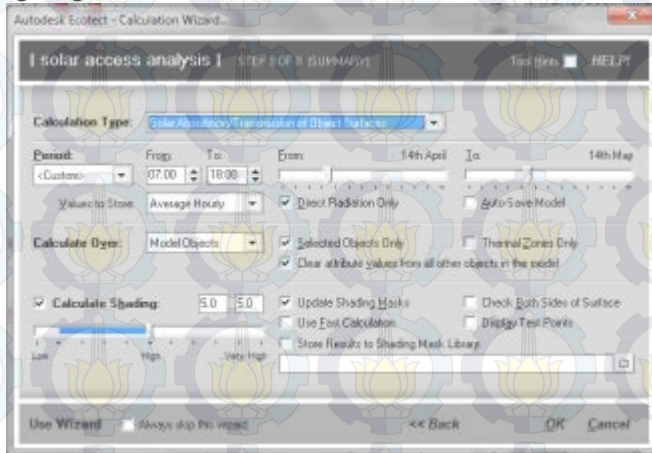 Autodesk Ecotect - Calculation Wizard...
[ solar access analysis ] STEP 8 OF 8 [SUMMARY] Tool Hints HELP!
Calculation Type: Solar Absorption/Transmission of Object Surfaces
Period: From: To: From: 14th April To: 14th May
<Custom> 07:00 18:00
Values to Store: Average Hourly Direct Radiation Only Auto-Save Model
Calculate Over: Model Objects Selected Objects Only Thermal Zones Only
Clear attribute values from all other objects in the model
Calculate Shading: 5.0 5.0 Update Shading Masks Check Both Sides of Surface
Use Fast Calculation Display Test Points
Low High Very High Store Results to Shading Mask Library:
Use Wizard Always skip this wizard << Back OK Cancel